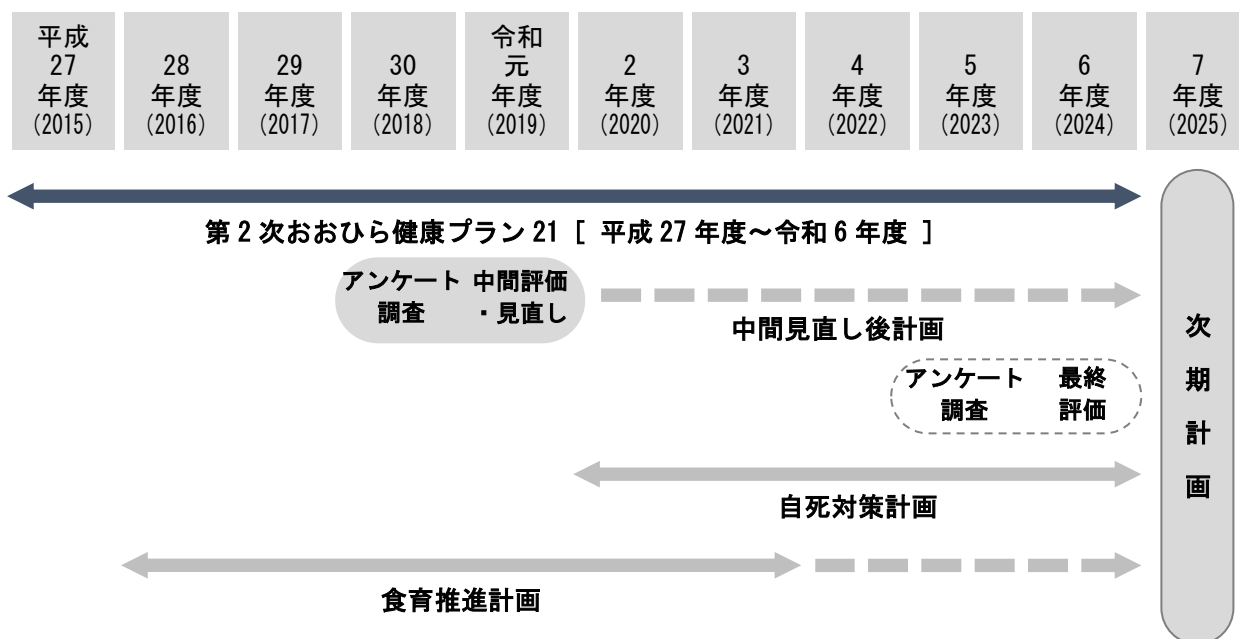 平成
27
年度
（2015）
28
年度
（2016）
29
年度
（2017）
30
年度
（2018）
令和
元
年度
（2019）
2
年度
（2020）
3
年度
（2021）
4
年度
（2022）
5
年度
（2023）
6
年度
（2024）
7
年度
（2025）
第2次おおひら健康プラン21［ 平成27年度～令和6年度 ］
アンケート
調査
中間評価
・見直し
中間見直し後計画
アンケート
調査
最終
評価
自死対策計画
食育推進計画
次期計画